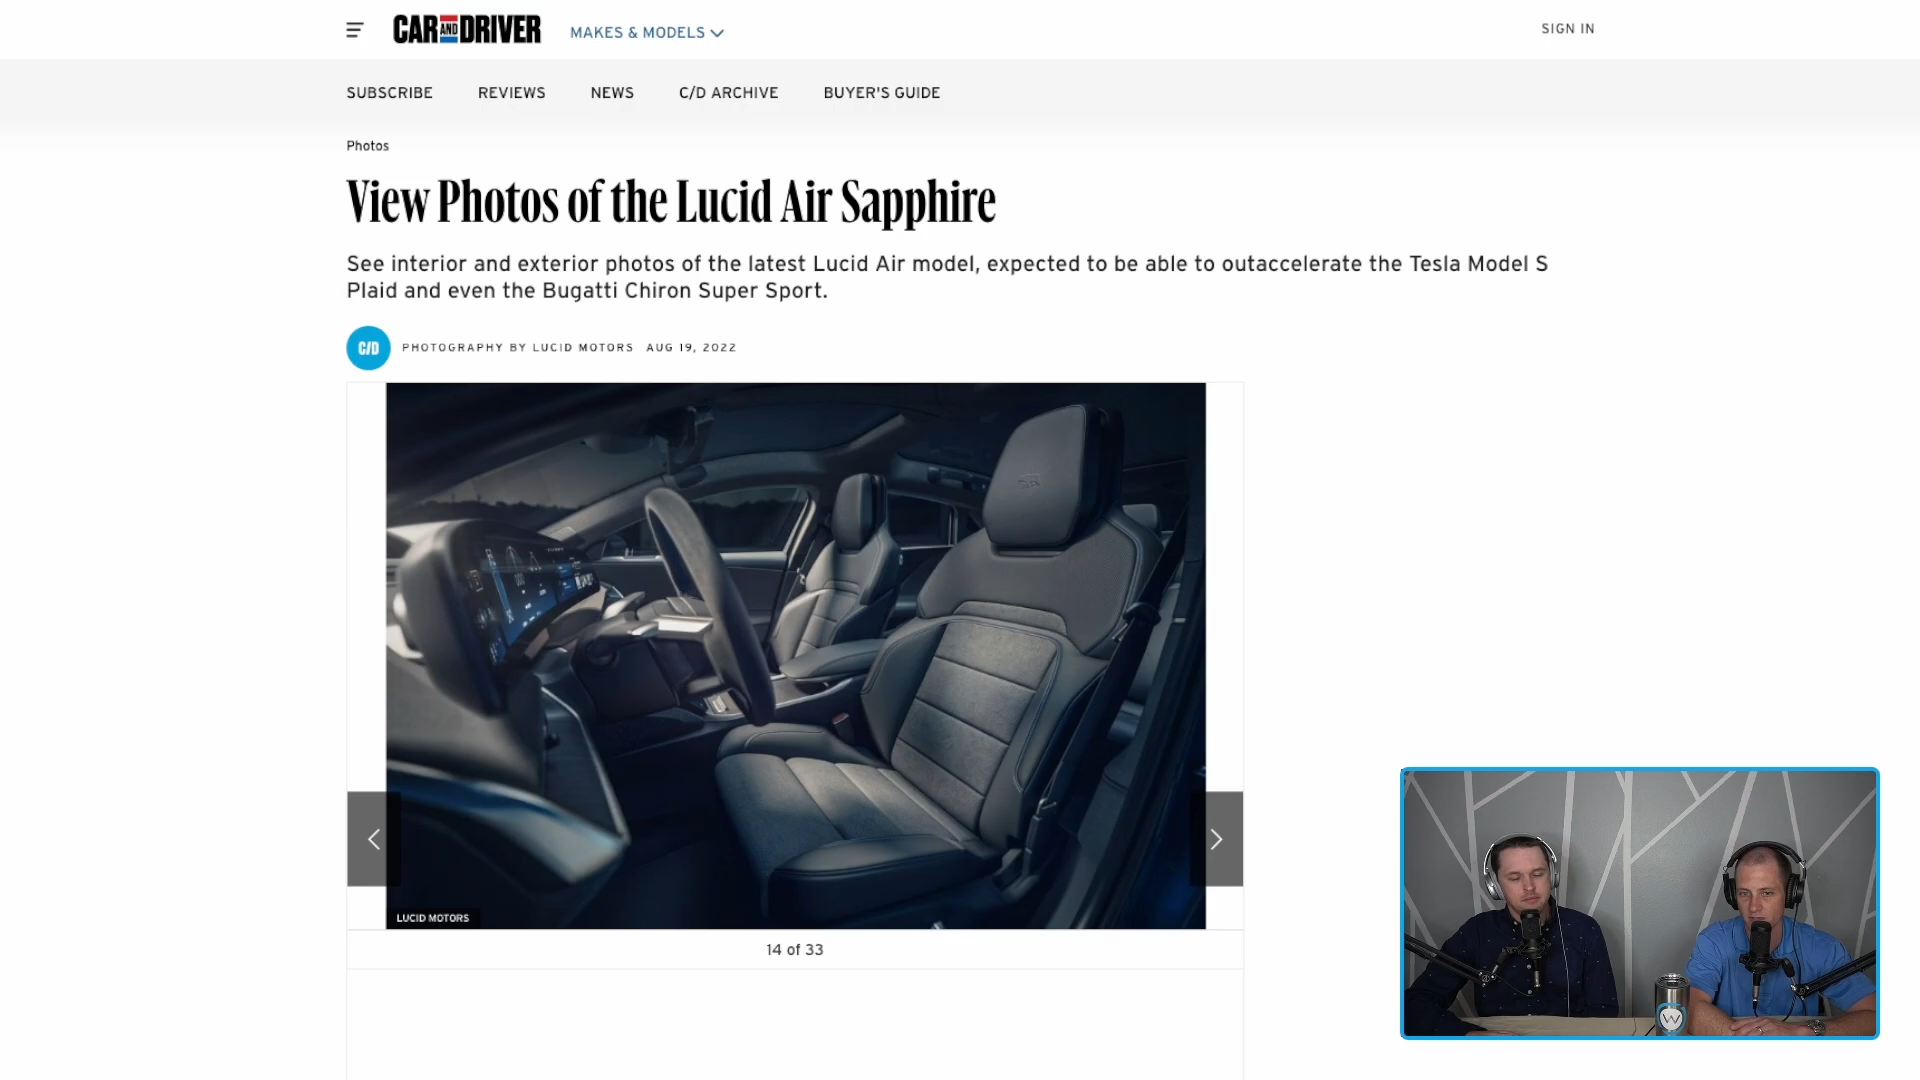 CAR AND DRIVER
MAKES & MODELS
SIGN IN
SUBSCRIBE
REVIEWS
NEWS
C/D ARCHIVE
BUYER'S GUIDE
Photos
View Photos of the Lucid Air Sapphire
See interior and exterior photos of the latest Lucid Air model, expected to be able to outaccelerate the Tesla Model S
Plaid and even the Bugatti Chiron Super Sport.
C/D
PHOTOGRAPHY BY LUCID MOTORS AUG 19, 2022
LUCID MOTORS
14 of 33
W